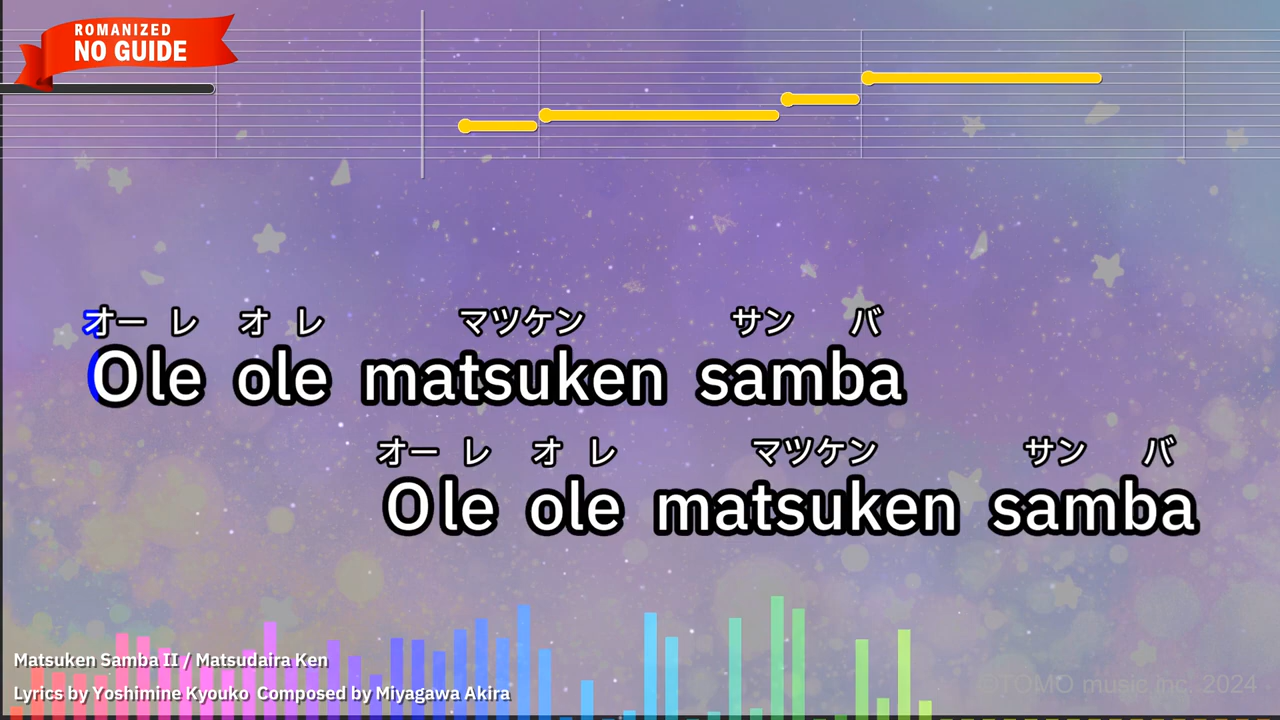 ROMANIZED
NO GUIDE
オーレ オレ マツケン サンバ
Ole ole matsuken samba
オーレ オレ マツケン サンバ
Ole ole matsuken samba
Matsuken Samba II / Matsudaira Ken
Lyrics by Yoshimine Kyouko Composed by Miyagawa Akira
©TOMO music,inc. 2024